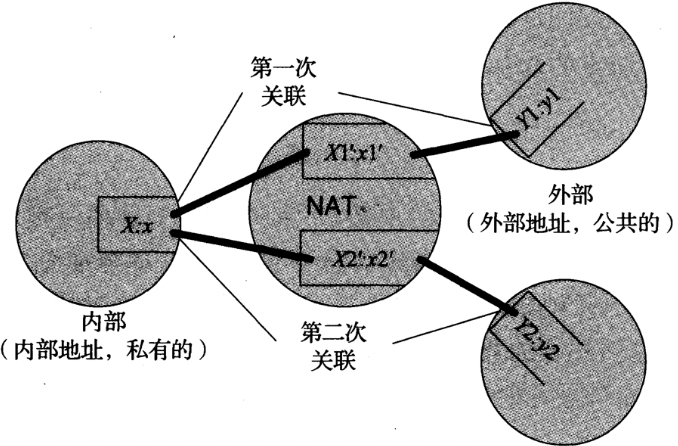 第一次
关联
Y1:y1
X1':x1'
NAT
X:x
X2':x2'
外部
(外部地址，公共的)
内部
(内部地址，私有的)
第二次
关联
Y2:y2